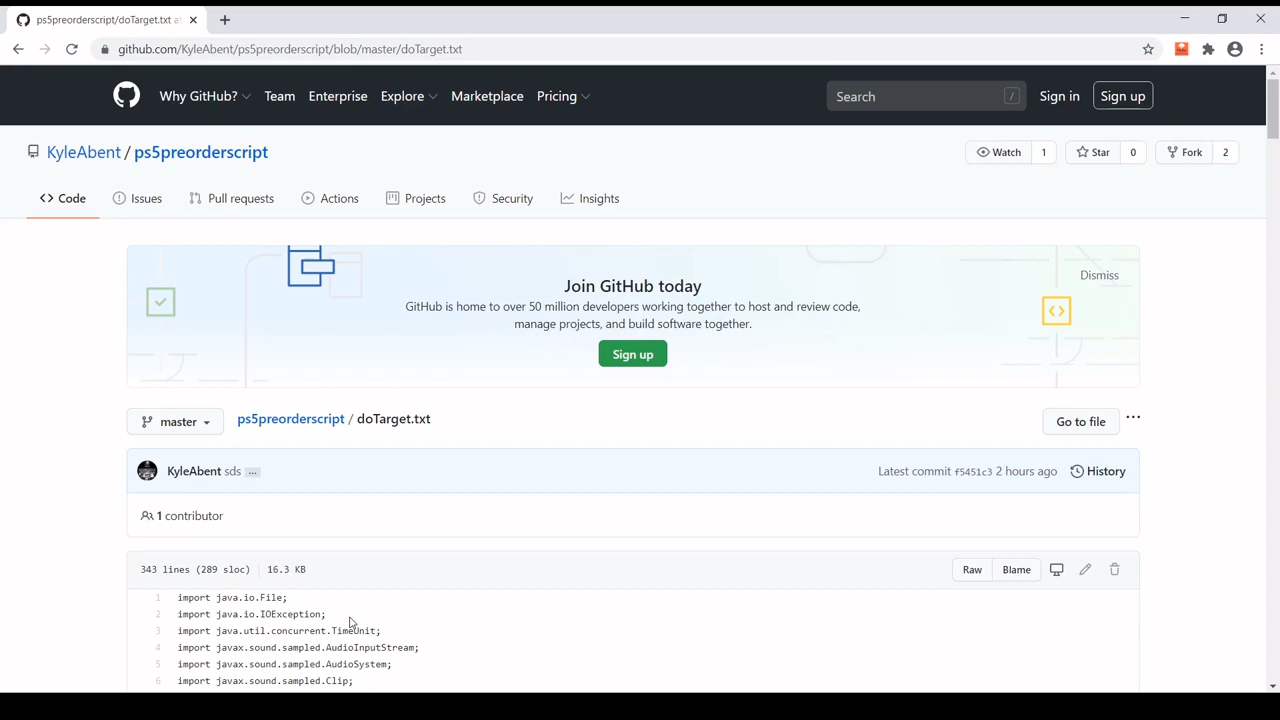 ps5preorderscript/doTarget.txt a
github.com/KyleAbent/ps5preorderscript/blob/master/doTarget.txt
Why GitHub? Team Enterprise Explore Marketplace Pricing Search / Sign in Sign up
KyleAbent / ps5preorderscript Watch 1 Star 0 Fork 2
Code Issues Pull requests Actions Projects Security Insights
Join GitHub today Dismiss
GitHub is home to over 50 million developers working together to host and review code,
manage projects, and build software together.
Sign up
master ps5preorderscript / doTarget.txt Go to file ...
KyleAbent sds ... Latest commit f5451c3 2 hours ago History
1 contributor
343 lines (289 sloc) 16.3 KB Raw Blame
1 import java.io.File;
2 import java.io.IOException;
3 import java.util.concurrent.TimeUnit;
4 import javax.sound.sampled.AudioInputStream;
5 import javax.sound.sampled.AudioSystem;
6 import javax.sound.sampled.Clip;